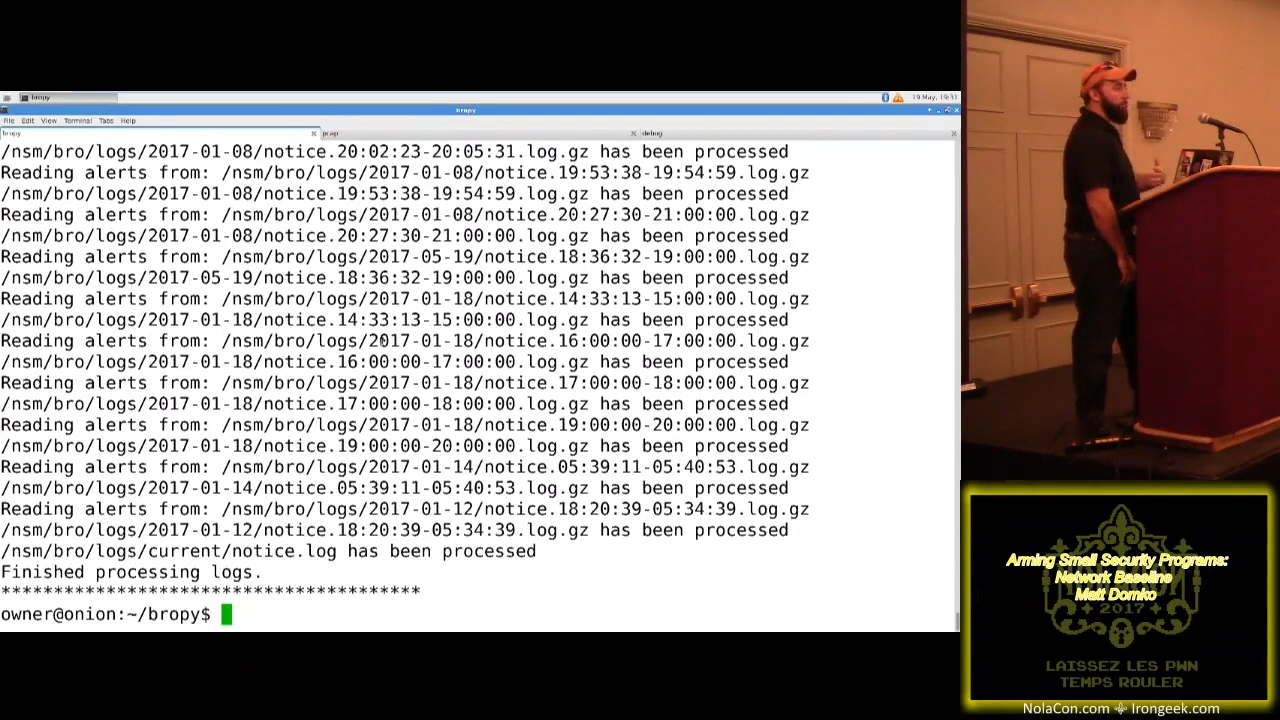 bropy
19 May, 19:31
bropy
File Edit View Terminal Tabs Help
bropy
pcap
debug
/nsm/bro/logs/2017-01-08/notice.20:02:23-20:05:31.log.gz has been processed
Reading alerts from: /nsm/bro/logs/2017-01-08/notice.19:53:38-19:54:59.log.gz
/nsm/bro/logs/2017-01-08/notice.19:53:38-19:54:59.log.gz has been processed
Reading alerts from: /nsm/bro/logs/2017-01-08/notice.20:27:30-21:00:00.log.gz
/nsm/bro/logs/2017-01-08/notice.20:27:30-21:00:00.log.gz has been processed
Reading alerts from: /nsm/bro/logs/2017-05-19/notice.18:36:32-19:00:00.log.gz
/nsm/bro/logs/2017-05-19/notice.18:36:32-19:00:00.log.gz has been processed
Reading alerts from: /nsm/bro/logs/2017-01-18/notice.14:33:13-15:00:00.log.gz
/nsm/bro/logs/2017-01-18/notice.14:33:13-15:00:00.log.gz has been processed
Reading alerts from: /nsm/bro/logs/2017-01-18/notice.16:00:00-17:00:00.log.gz
/nsm/bro/logs/2017-01-18/notice.16:00:00-17:00:00.log.gz has been processed
Reading alerts from: /nsm/bro/logs/2017-01-18/notice.17:00:00-18:00:00.log.gz
/nsm/bro/logs/2017-01-18/notice.17:00:00-18:00:00.log.gz has been processed
Reading alerts from: /nsm/bro/logs/2017-01-18/notice.19:00:00-20:00:00.log.gz
/nsm/bro/logs/2017-01-18/notice.19:00:00-20:00:00.log.gz has been processed
Reading alerts from: /nsm/bro/logs/2017-01-14/notice.05:39:11-05:40:53.log.gz
/nsm/bro/logs/2017-01-14/notice.05:39:11-05:40:53.log.gz has been processed
Reading alerts from: /nsm/bro/logs/2017-01-12/notice.18:20:39-05:34:39.log.gz
/nsm/bro/logs/2017-01-12/notice.18:20:39-05:34:39.log.gz has been processed
/nsm/bro/logs/current/notice.log has been processed
Finished processing logs.
****************************************
owner@onion:~/bropy$
Arming Small Security Programs:
Network Baseline
Matt Domko
2017
LAISSEZ LES PWN
TEMPS ROULER
NolaCon.com ⚜ Irongeek.com